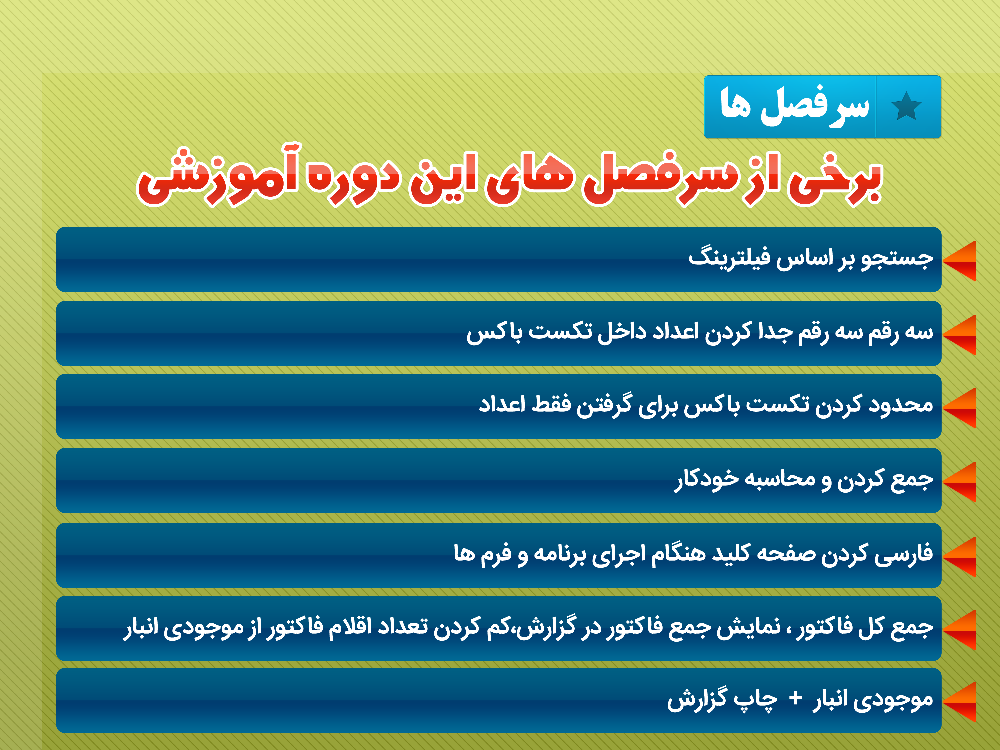 سرفصل ها
برخی از سرفصل های این دوره آموزشی
جستجو بر اساس فیلترینگ
سه رقم سه رقم جدا کردن اعداد داخل تکست باکس
محدود کردن تکست باکس برای گرفتن فقط اعداد
جمع کردن و محاسبه خودکار
فارسی کردن صفحه کلید هنگام اجرای برنامه و فرم ها
جمع کل فاکتور ، نمایش جمع فاکتور در گزارش،کم کردن تعداد اقلام فاکتور از موجودی انبار
موجودی انبار + چاپ گزارش